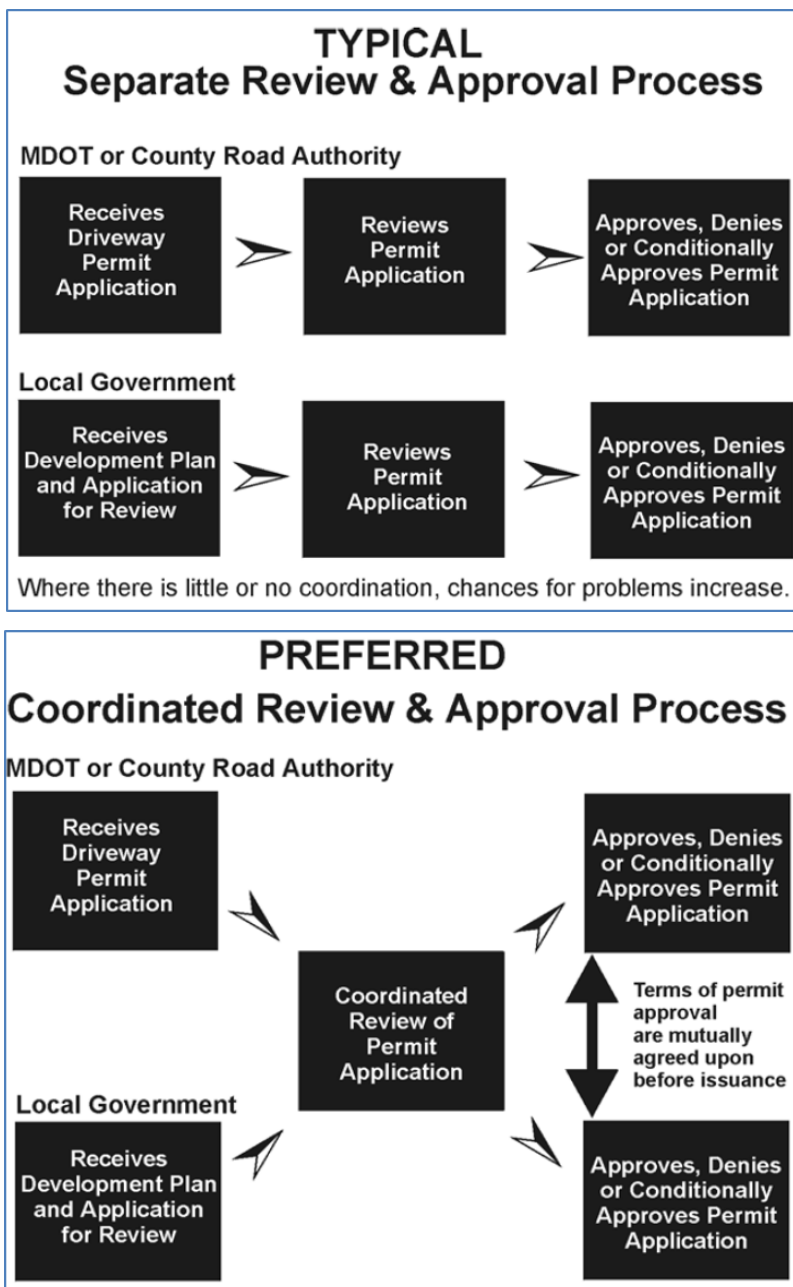 TYPICAL
Separate Review & Approval Process
MDOT or County Road Authority
Receives
Driveway
Permit
Application
Reviews
Permit
Application
Approves, Denies
or Conditionally
Approves Permit
Application
Local Government
Receives
Development Plan
and Application
for Review
Reviews
Permit
Application
Approves, Denies
or Conditionally
Approves Permit
Application
Where there is little or no coordination, chances for problems increase.
PREFERRED
Coordinated Review & Approval Process
MDOT or County Road Authority
Receives
Driveway
Permit
Application
Approves, Denies
or Conditionally
Approves Permit
Application
Coordinated
Review of
Permit
Application
Terms of permit
approval
are mutually
agreed upon
before issuance
Local Government
Receives
Development Plan
and Application
for Review
Approves, Denies
or Conditionally
Approves Permit
Application